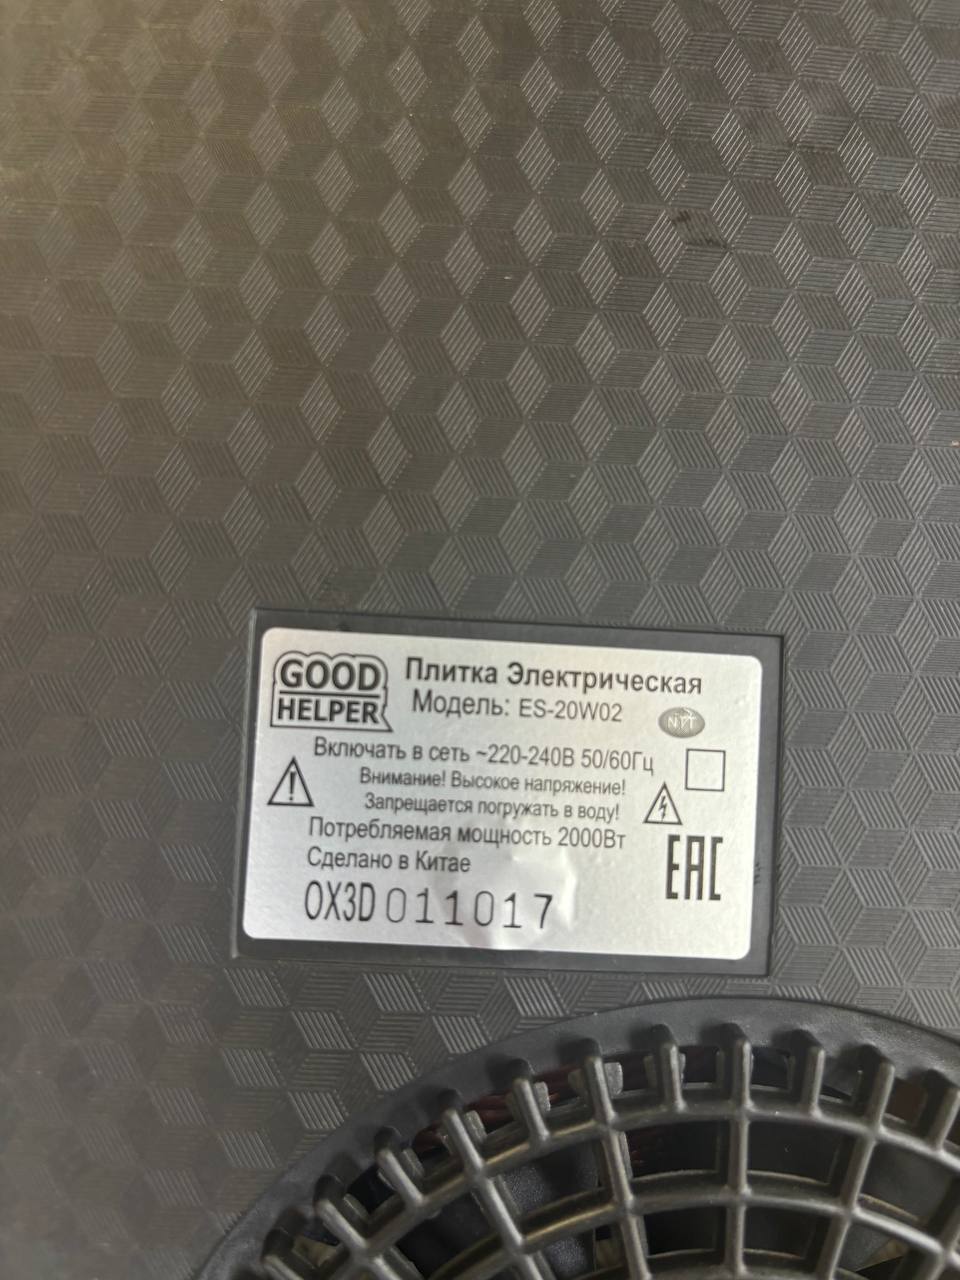 GOOD
HELPER
Плитка Электрическая
Модель: ES-20W02
Включать в сеть ~220-240В 50/60Гц
Внимание! Высокое напряжение!
Запрещается погружать в воду!
Потребляемая мощность 2000Вт
Сделано в Китае
OX3D 011017
EAC